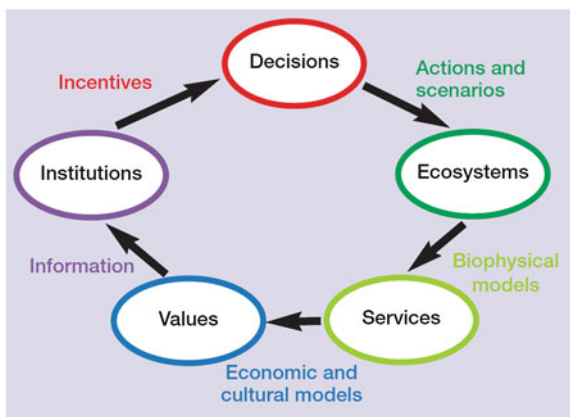 Decisions
Incentives
Actions and
scenarios
Institutions
Ecosystems
Information
Biophysical
models
Values
Services
Economic and
cultural models